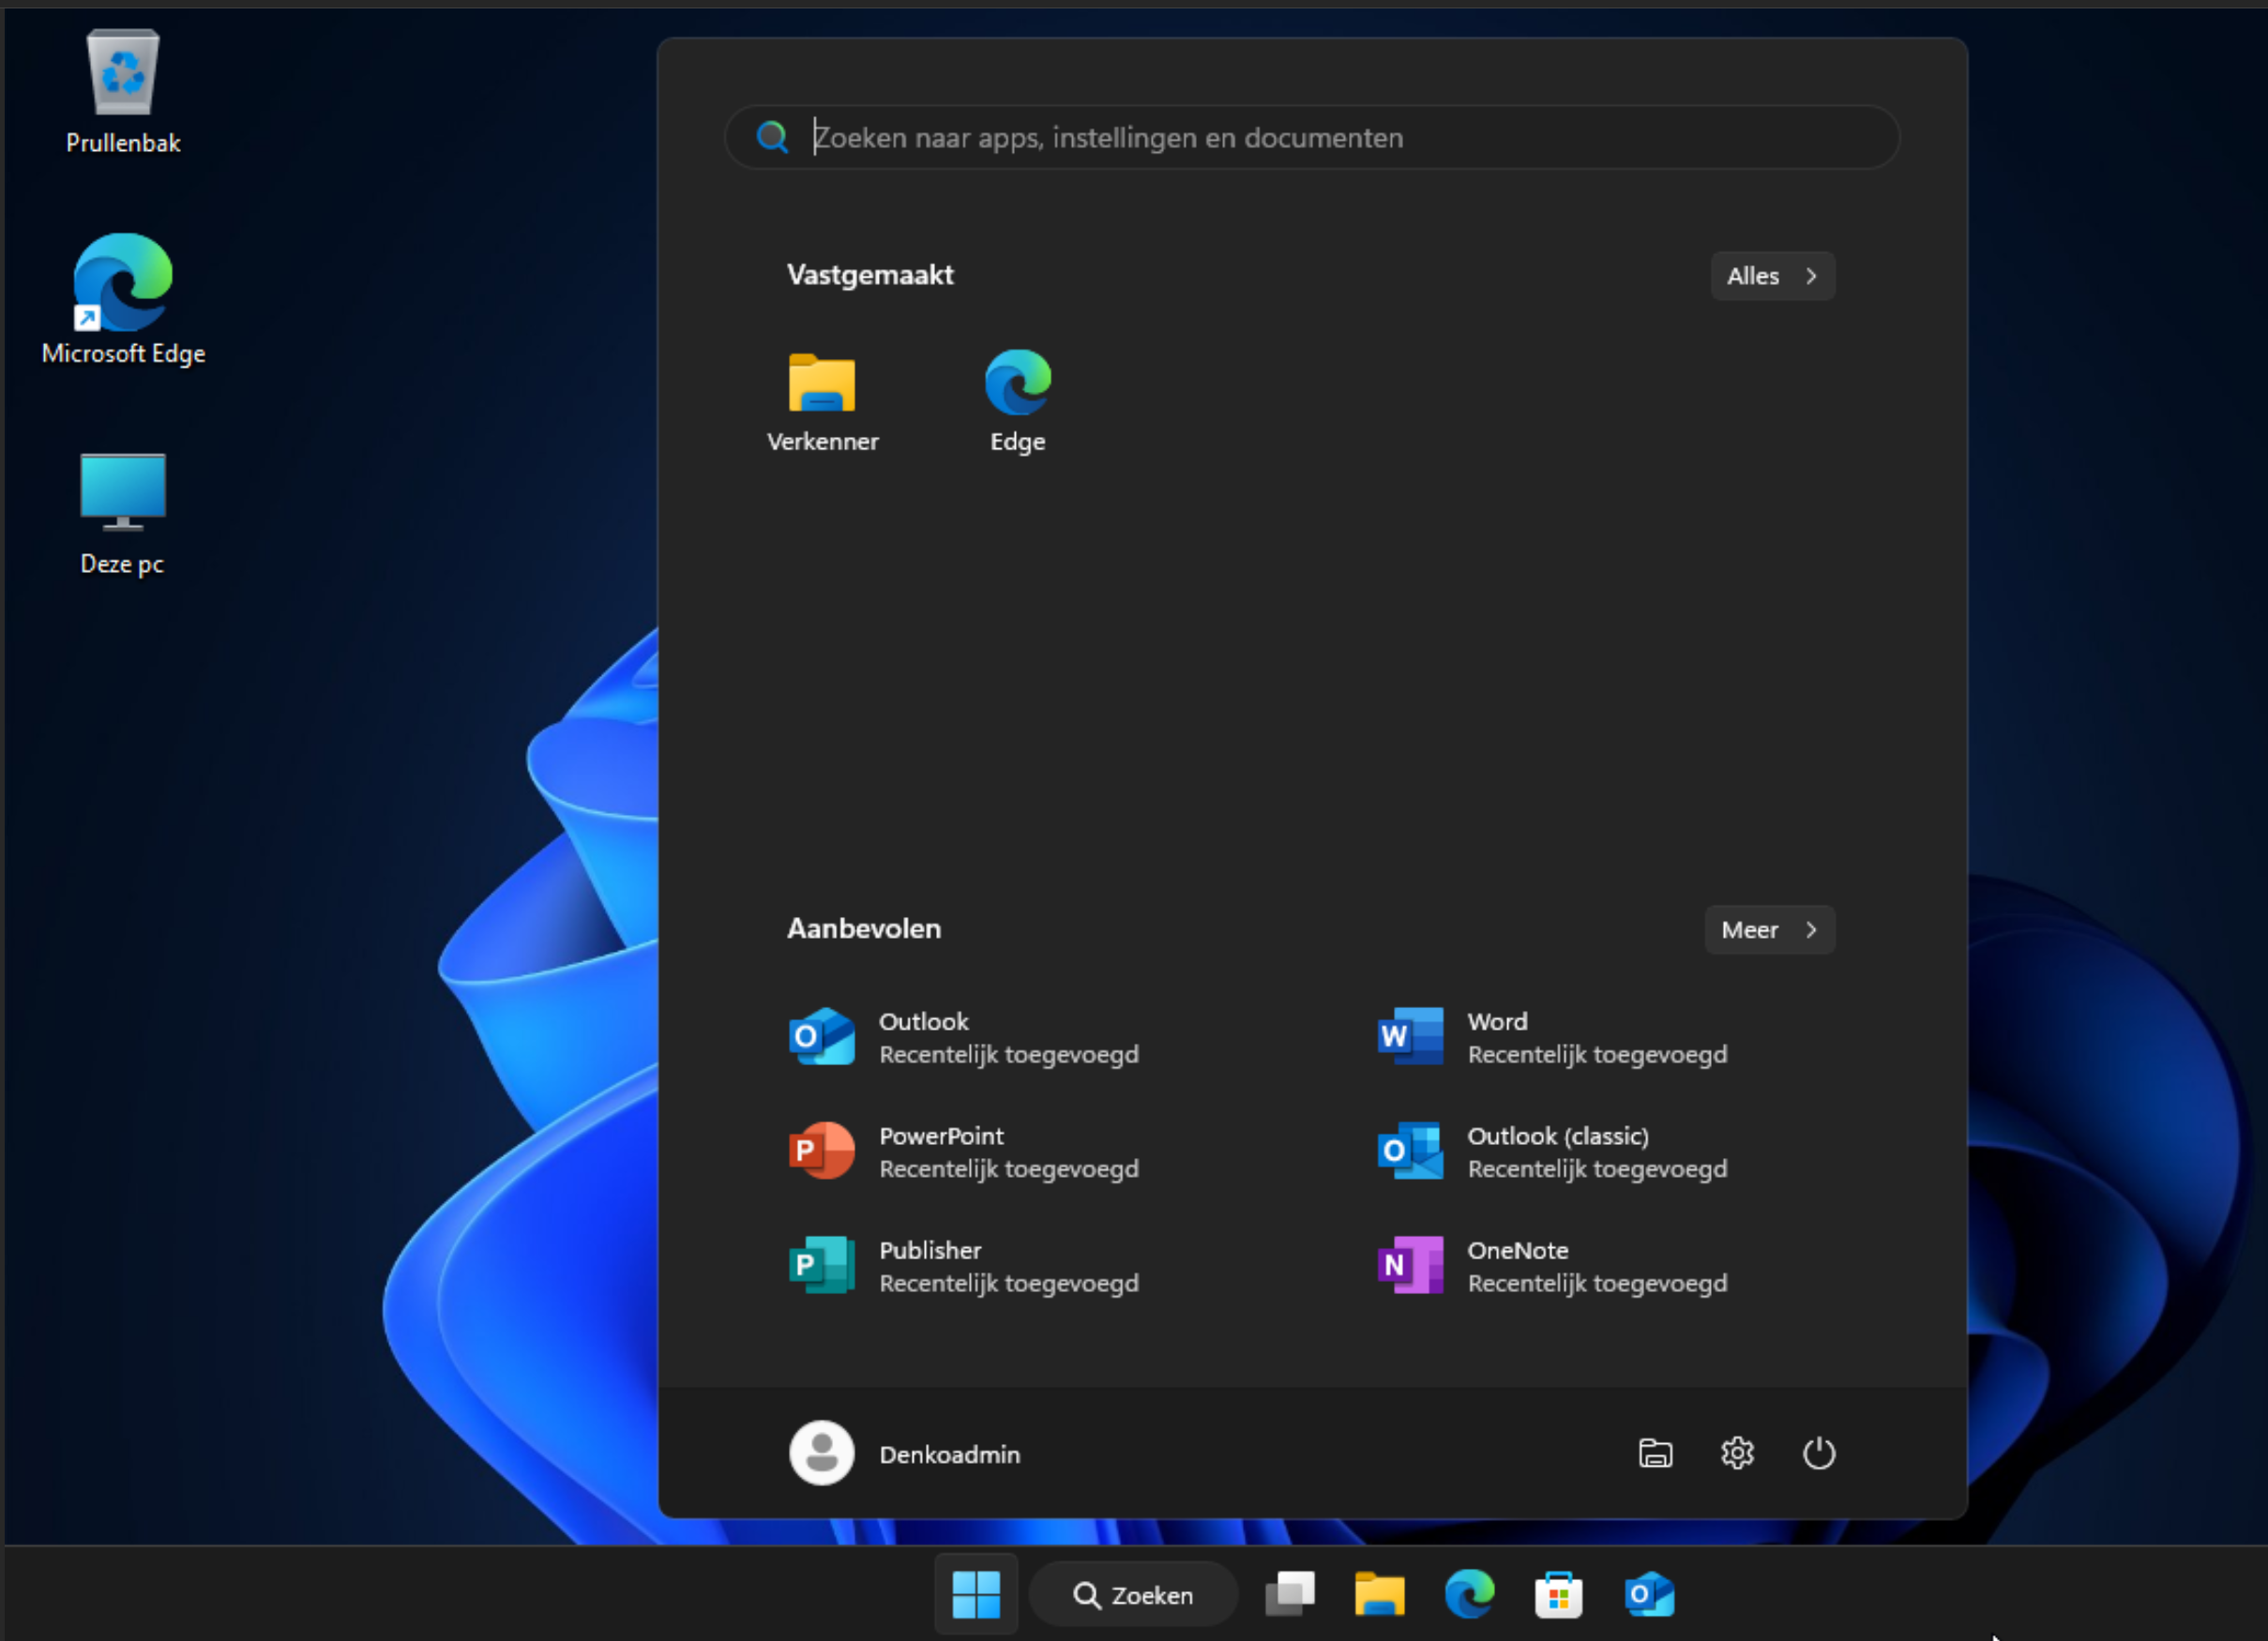 Prullenbak
Microsoft Edge
Deze pc
Zoeken naar apps, instellingen en documenten
Vastgemaakt
Alles
Verkenner
Edge
Aanbevolen
Meer
Outlook
Recentelijk toegevoegd
Word
Recentelijk toegevoegd
PowerPoint
Recentelijk toegevoegd
Outlook (classic)
Recentelijk toegevoegd
Publisher
Recentelijk toegevoegd
OneNote
Recentelijk toegevoegd
Denkoadmin
Zoeken